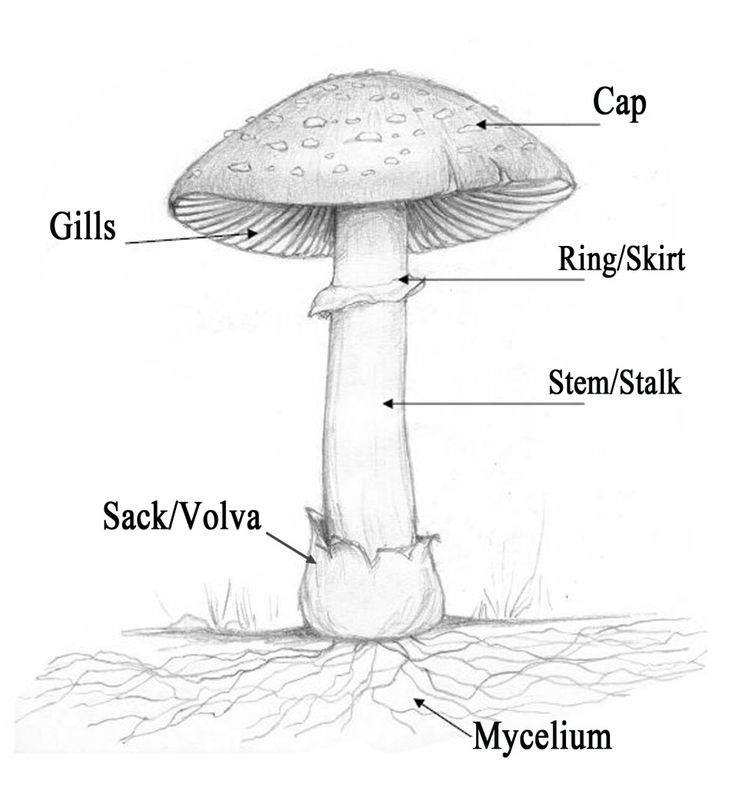 Cap
Gills
Ring/Skirt
Stem/Stalk
Sack/Volva
Mycelium